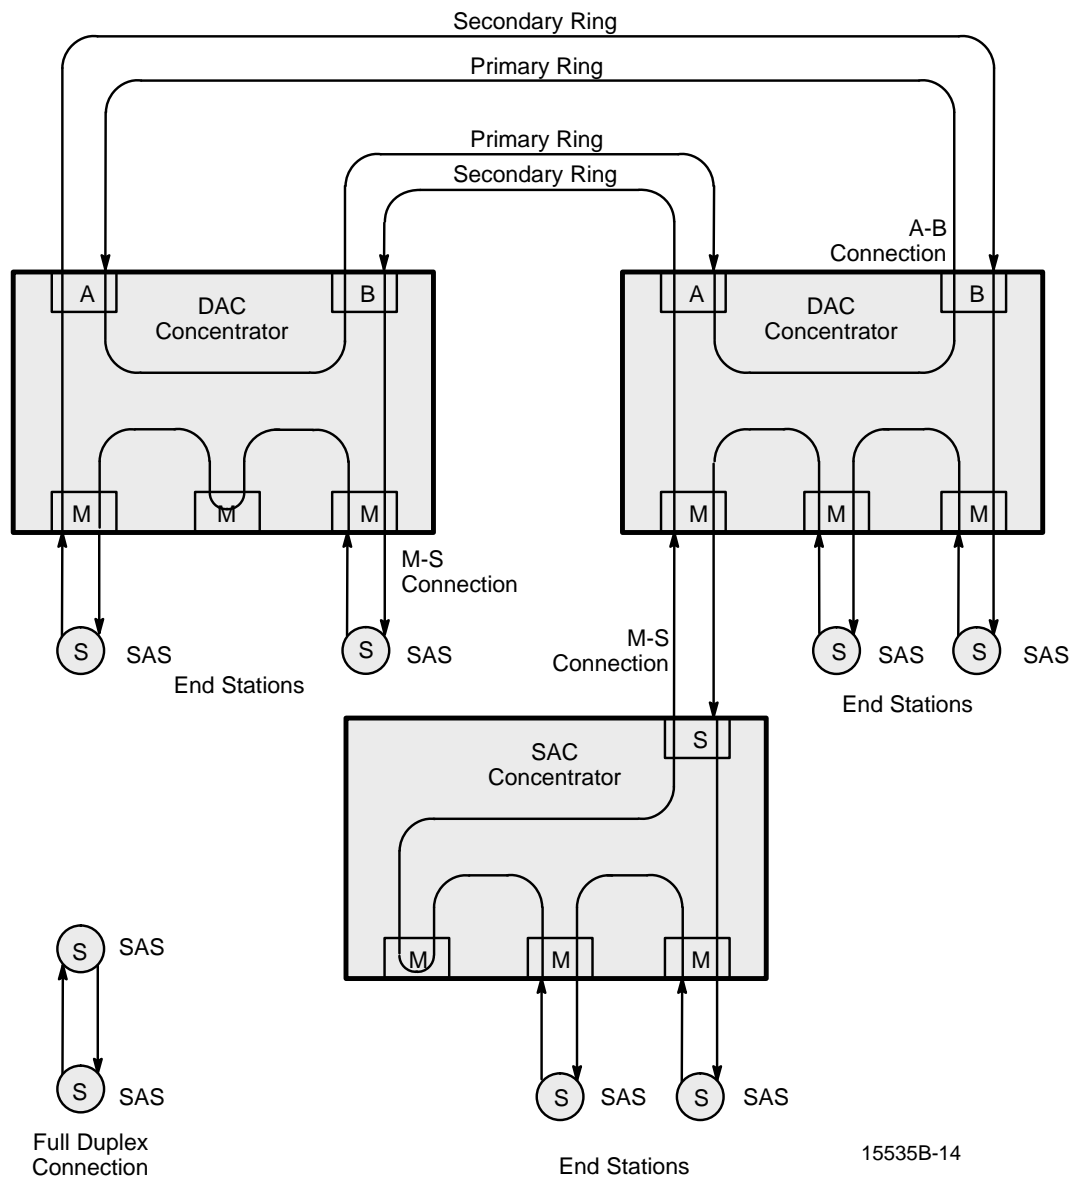 Secondary Ring
Primary Ring
Primary Ring
Secondary Ring
A-B
Connection
A
DAC
Concentrator
B
A
DAC
Concentrator
B
M
M
M
M
M
M
M-S
Connection
S
SAS
S
SAS
End Stations
M-S
Connection
S
SAS
S
SAS
End Stations
SAC
Concentrator
S
M
M
M
S
SAS
S
SAS
Full Duplex
Connection
S
SAS
S
SAS
End Stations
15535B-14